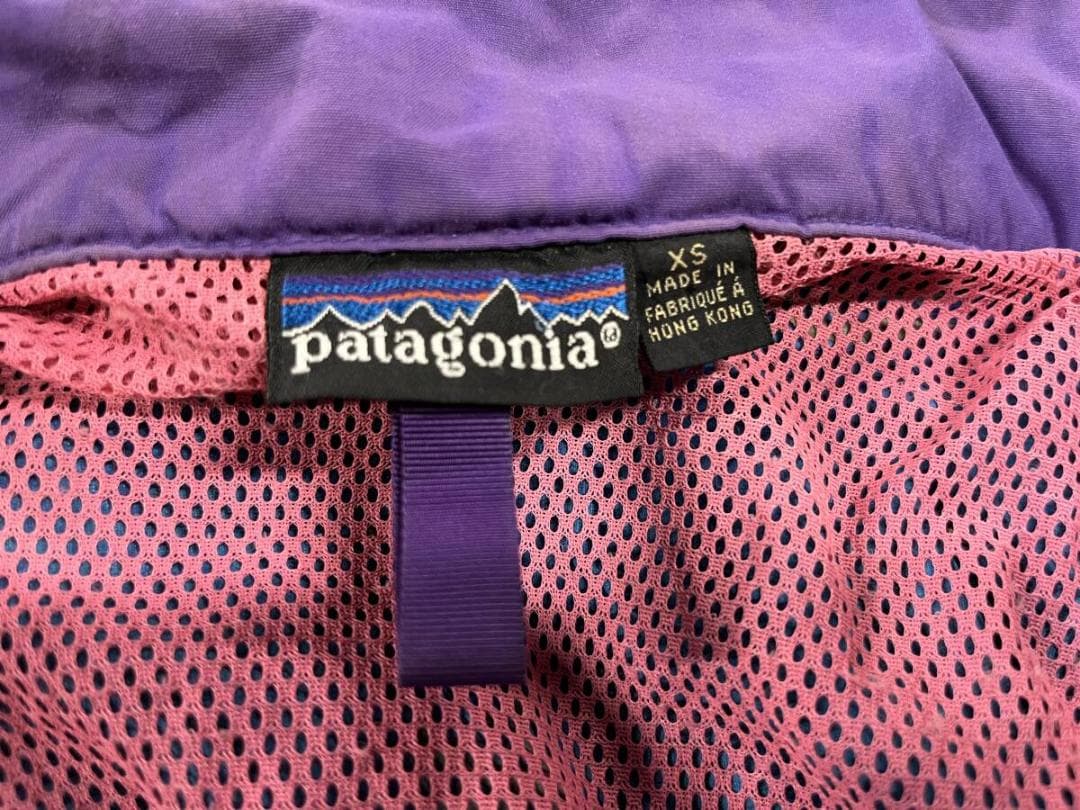 patagonia®
XS
MADE IN
FABRIQUÉ À
HONG KONG